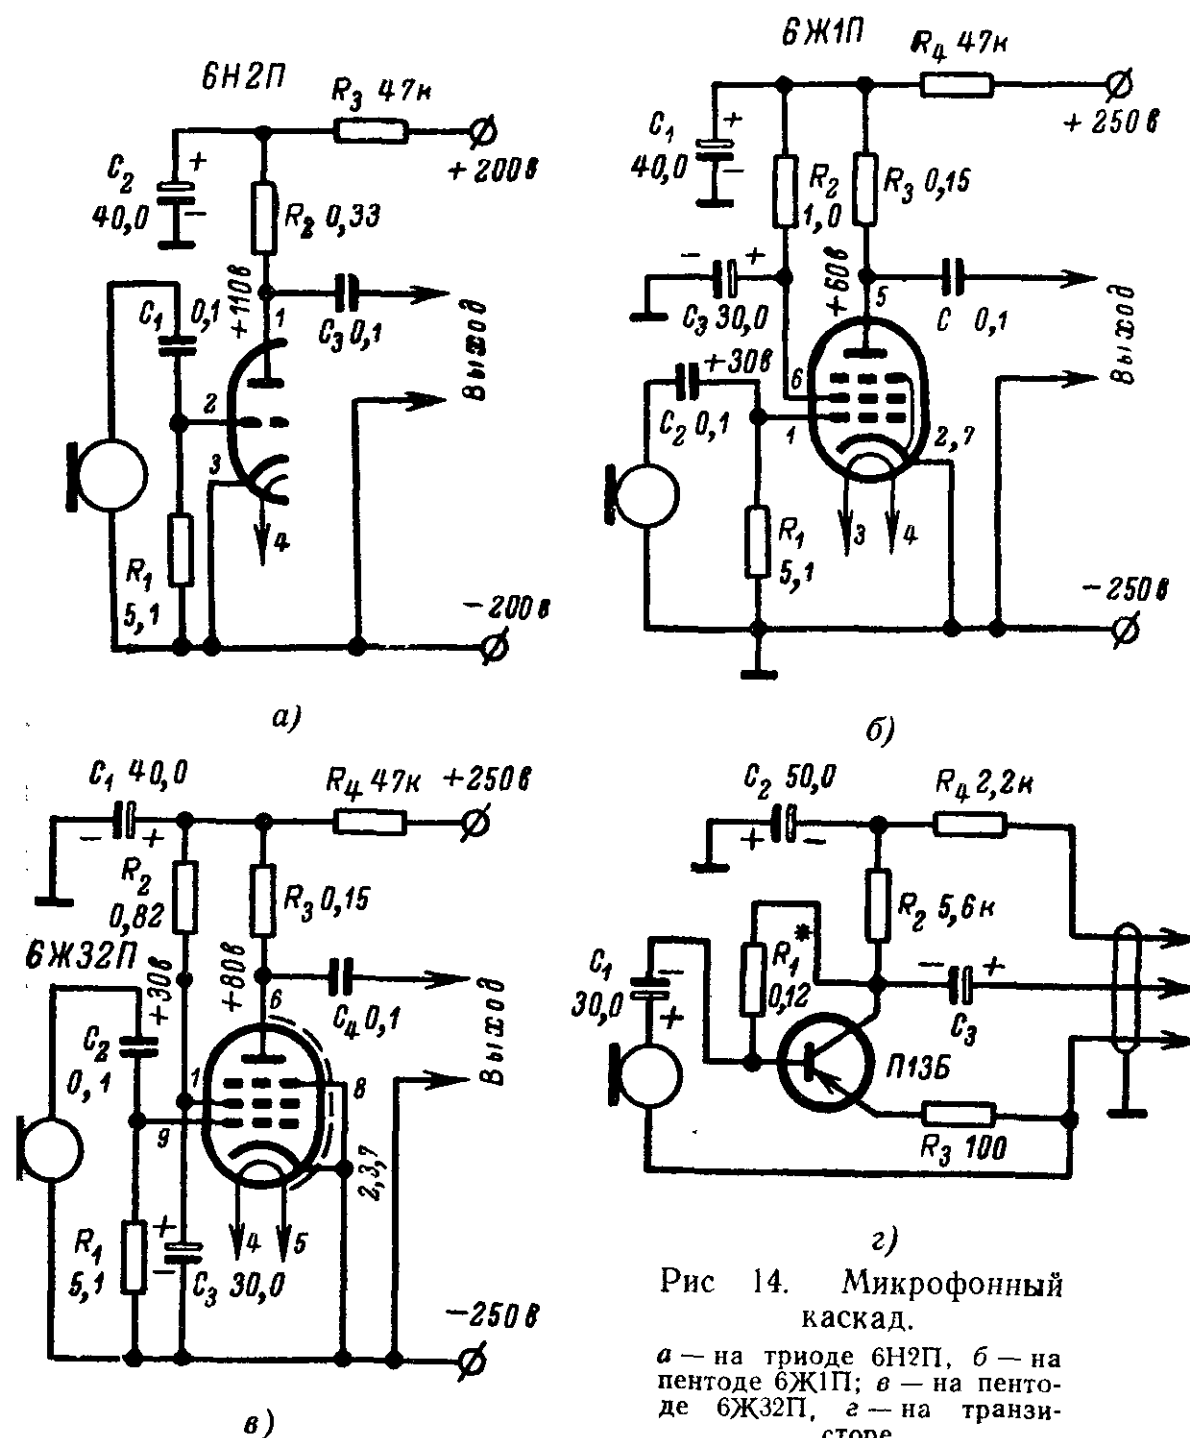 6Н2П
R3 47к
+200в
C2
40,0
+
−
R2 0,33
+110в
1
C1 0,1
C3 0,1
Выход
2
3
4
R1
5,1
−200в
а)
6Ж1П
R4 47к
+250в
C1
40,0
+
−
R2
1,0
R3 0,15
− +
C3 30,0
+60в
5
C 0,1
Выход
+30в
C2 0,1
6
1
2,7
3
4
R1
5,1
−250в
б)
C1 40,0
− +
R4 47к
+250в
R2
0,82
R3 0,15
6Ж32П
+30в
+80в
6
C4 0,1
Выход
C2
0,1
1
8
9
2,3,7
4
5
R1
5,1
+
−
C3 30,0
−250в
в)
C2 50,0
+ −
R4 2,2к
R2 5,6к
R1*
0,12
C1
30,0
−
+
− +
C3
П13Б
R3 100
г)
Рис 14. Микрофонный
каскад.
а — на триоде 6Н2П, б — на
пентоде 6Ж1П; в — на пенто-
де 6Ж32П, г — на транзи-
сторе